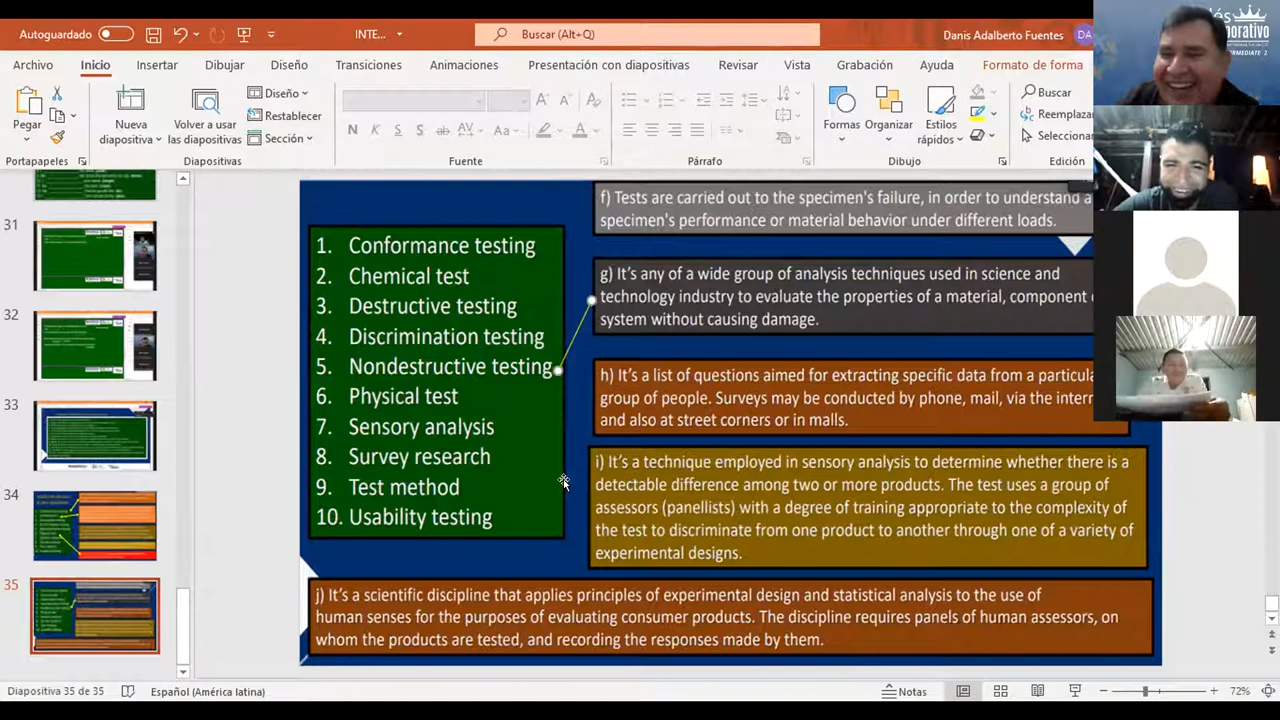 Autoguardado
INTE...
Buscar (Alt+Q)
Danis Adalberto Fuentes
DA
Archivo
Inicio
Insertar
Dibujar
Diseño
Transiciones
Animaciones
entación con diapositivas
Revisar
Vista
Grabación
Ayuda
Formato de forma
Pegar
Nueva
diapositiva
Volver a usar
las diapositivas
Diseño
Restablecer
Sección
N
K
S
ab
AV
Aa
A
Formas
Organizar
Estilos
rápidos
Buscar
Reemplaza
Selecciona
Portapapeles
Diapositivas
Fuente
Párrafo
Dibujo
Edición
31
32
33
34
35
1. Conformance testing
2. Chemical test
3. Destructive testing
4. Discrimination testing
5. Nondestructive testing
6. Physical test
7. Sensory analysis
8. Survey research
9. Test method
10. Usability testing
f) Tests are carried out to the specimen's failure, in order to understand a
specimen's performance or material behavior under different loads.
g) It's any of a wide group of analysis techniques used in science and
technology industry to evaluate the properties of a material, component
system without causing damage.
h) It's a list of questions aimed for extracting specific data from a particula
group of people. Surveys may be conducted by phone, mail, via the intern
and also at street corners or in malls.
i) It's a technique employed in sensory analysis to determine whether there is a
detectable difference among two or more products. The test uses a group of
assessors (panellists) with a degree of training appropriate to the complexity of
the test to discriminate from one product to another through one of a variety of
experimental designs.
j) It's a scientific discipline that applies principles of experimental design and statistical analysis to the use of
human senses for the purposes of evaluating consumer products. The discipline requires panels of human assessors, on
whom the products are tested, and recording the responses made by them.
Diapositiva 35 de 35
Español (América latina)
Notas
72%
és
orativo
INTERMEDIATE 2